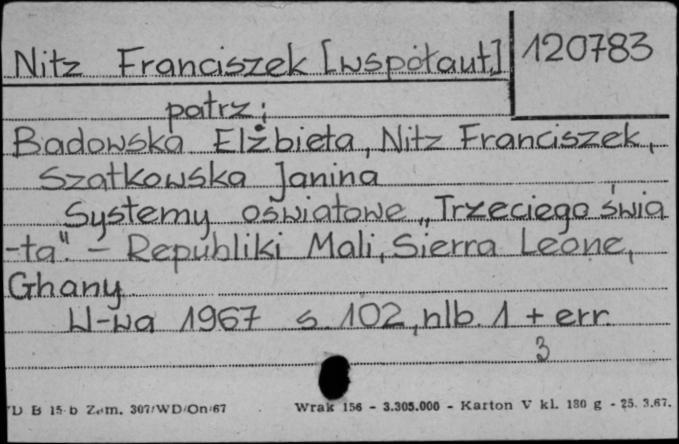 Nitz Franciszek [współaut.] 120783
patrz:
Badowska Elżbieta, Nitz Franciszek,
Szatkowska Janina
Systemy oświatowe „Trzeciego świa
-ta". - Republiki Mali, Sierra Leone,
Ghany
W-wa 1967 s. 102, nlb. 1 + err.
3
D B 15 b Zam. 307/WD/On/67 Wrak 156 - 3.305.000 - Karton V kl. 180 g - 25. 3.67.